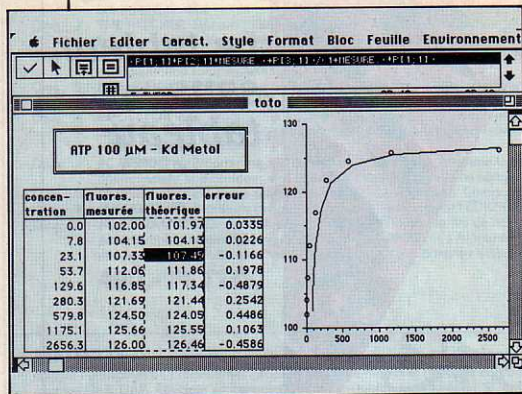 Fichier Editer Caract. Style Format Bloc Feuille Environnement
toto
ATP 100 µM - Kd Metol
concen-tration fluores. mesurée fluores. théorique erreur
0.0 102.00 101.97 0.0335
7.8 104.15 104.13 0.0226
23.1 107.33 107.45 -0.1166
53.7 112.06 111.86 0.1978
129.6 116.85 117.34 -0.4879
280.3 121.69 121.44 0.2542
579.8 124.50 124.05 0.4486
1175.1 125.66 125.55 0.1063
2656.3 126.00 126.46 -0.4586
130
120
110
100
0 500 1000 1500 2000 2500